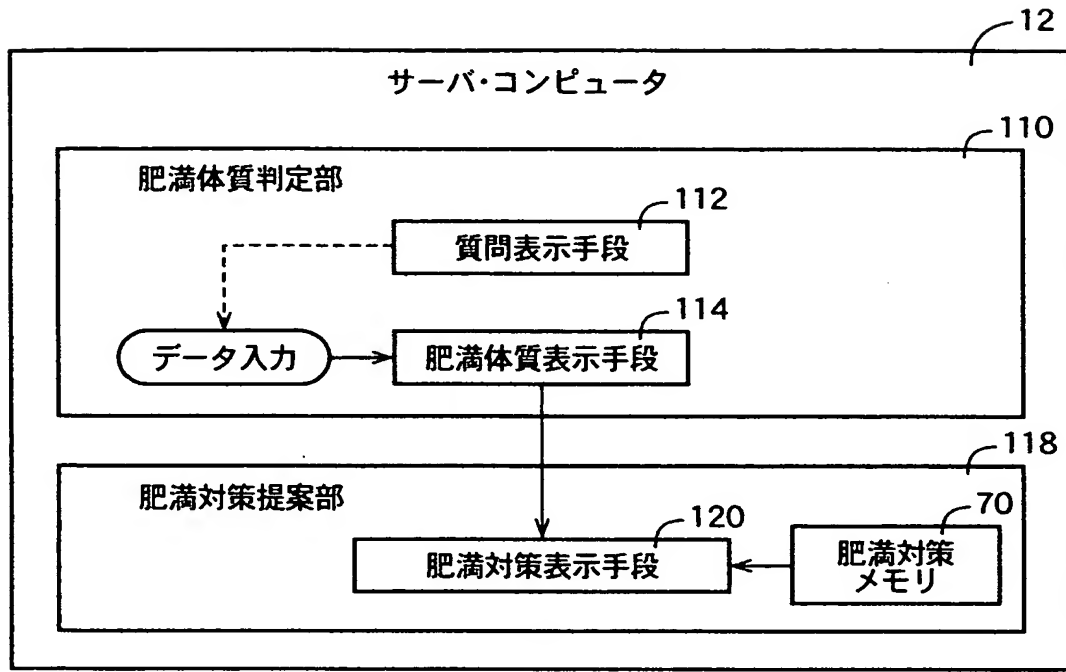 12
サーバ・コンピュータ
110
肥満体質判定部
112
質問表示手段
114
データ入力
肥満体質表示手段
118
肥満対策提案部
120
70
肥満対策表示手段
肥満対策
メモリ